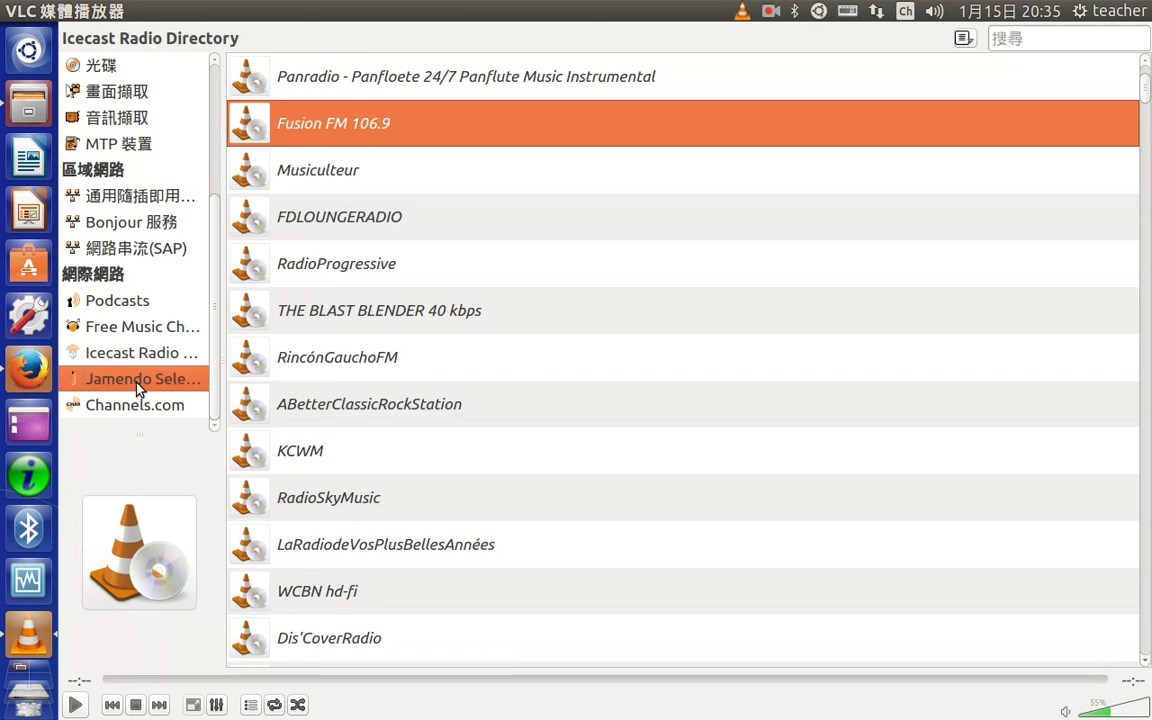 VLC 媒體播放器
Ch
1月15日 20:35
teacher
Icecast Radio Directory
搜尋
光碟
畫面擷取
音訊擷取
MTP 裝置
區域網路
通用隨插即用...
Bonjour 服務
網路串流(SAP)
網際網路
Podcasts
Free Music Ch...
Icecast Radio ...
Jamendo Sele...
Channels.com
Panradio - Panfloete 24/7 Panflute Music Instrumental
Fusion FM 106.9
Musiculteur
FDLOUNGERADIO
RadioProgressive
THE BLAST BLENDER 40 kbps
RincónGauchoFM
ABetterClassicRockStation
KCWM
RadioSkyMusic
LaRadiodeVosPlusBellesAnnées
WCBN hd-fi
Dis'CoverRadio
--:--
--:--
55%